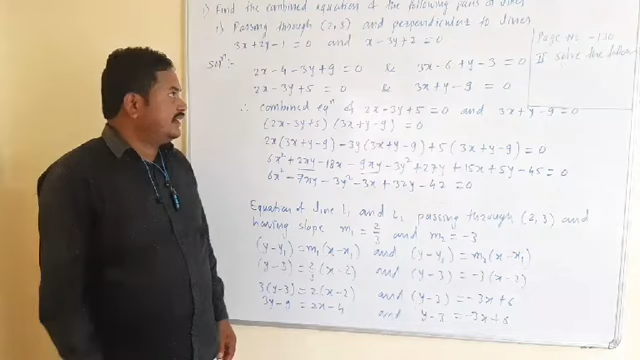 1) Find the combined equation of the following pairs of lines
1) Passing through (2,3) and perpendicular to lines
3x+2y-1=0 and x-3y+2=0
Page No -130
II solve the following
Solⁿ:- 2x-4-3y+9=0 & 3x-6+y-3=0
2x-3y+5=0 & 3x+y-9=0
∴ combined eqⁿ of 2x-3y+5=0 and 3x+y-9=0
(2x-3y+5) (3x+y-9) =0
2x(3x+y-9) -3y(3x+y-9) +5(3x+y-9) =0
6x²+2xy-18x-9xy-3y²+27y+15x+5y-45=0
6x²-7xy-3y²-3x+32y-45=0
Equation of line L₁ and L₂ passing through (2,3) and
having slope m₁=2/3 and m₂=-3
(y-y₁)=m₁(x-x₁) and (y-y₁)=m₂(x-x₁)
(y-3)=2/3(x-2) and (y-3)=-3(x-2)
3(y-3)=2(x-2) and (y-3)=-3x+6
3y-9=2x-4 and y-3=-3x+6